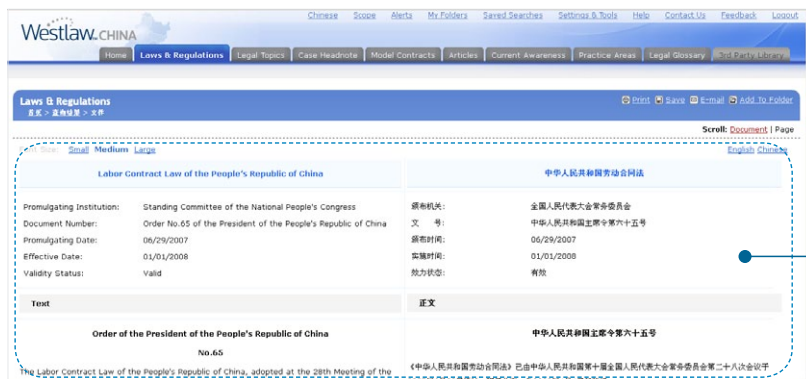 Chinese Scope Alerts My Folders Saved Searches Settings & Tools Help Contact Us Feedback Logout
Westlaw.CHINA
Home Laws & Regulations Legal Topics Case Headnote Model Contracts Articles Current Awareness Practice Areas Legal Glossary 3rd Party Library
Laws & Regulations
Print Save E-mail Add To Folder
首页 > 查询结果 > 文件
Scroll: Document | Page
Small Medium Large
English Chinese
Labor Contract Law of the People's Republic of China
中华人民共和国劳动合同法
Promulgating Institution: Standing Committee of the National People's Congress
颁布机关: 全国人民代表大会常务委员会
Document Number: Order No.65 of the President of the People's Republic of China
文 号: 中华人民共和国主席令第六十五号
Promulgating Date: 06/29/2007
颁布时间: 06/29/2007
Effective Date: 01/01/2008
实施时间: 01/01/2008
Validity Status: Valid
效力状态: 有效
Text
正文
Order of the President of the People's Republic of China
中华人民共和国主席令第六十五号
No.65
The Labor Contract Law of the People's Republic of China, adopted at the 28th Meeting of the
《中华人民共和国劳动合同法》已由中华人民共和国第十届全国人民代表大会常务委员会第二十八次会议于